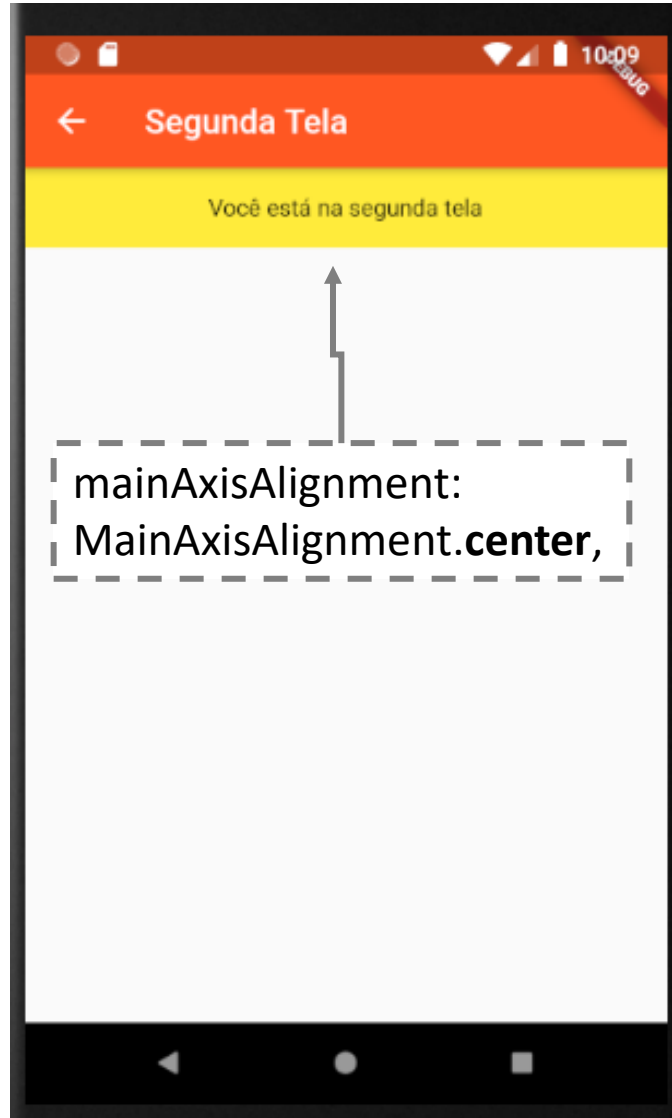 10:09
DEBUG
Segunda Tela
Você está na segunda tela
mainAxisAlignment:
MainAxisAlignment.center,